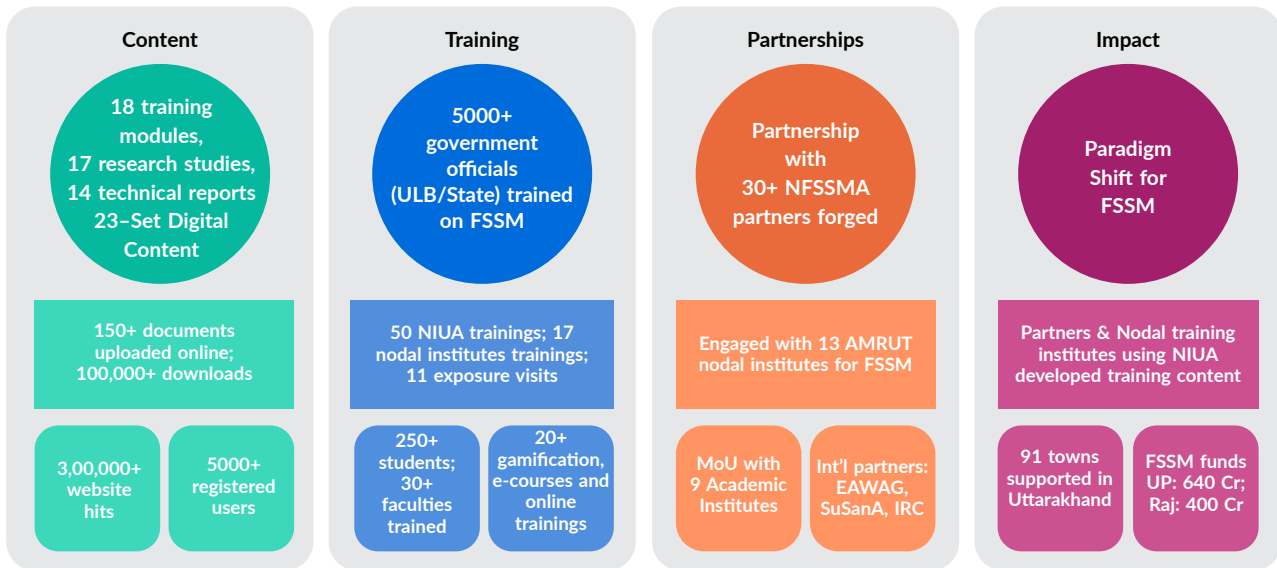 Content
18 training
modules,
17 research studies,
14 technical reports
23–Set Digital
Content
150+ documents
uploaded online;
100,000+ downloads
3,00,000+
website
hits
5000+
registered
users
Training
5000+
government
officials
(ULB/State) trained
on FSSM
50 NIUA trainings; 17
nodal institutes trainings;
11 exposure visits
250+
students;
30+
faculties
trained
20+
gamification,
e-courses and
online
trainings
Partnerships
Partnership
with
30+ NFSSMA
partners forged
Engaged with 13 AMRUT
nodal institutes for FSSM
MoU with
9 Academic
Institutes
Int'l partners:
EAWAG,
SuSanA, IRC
Impact
Paradigm
Shift for
FSSM
Partners & Nodal training
institutes using NIUA
developed training content
91 towns
supported in
Uttarakhand
FSSM funds
UP: 640 Cr;
Raj: 400 Cr